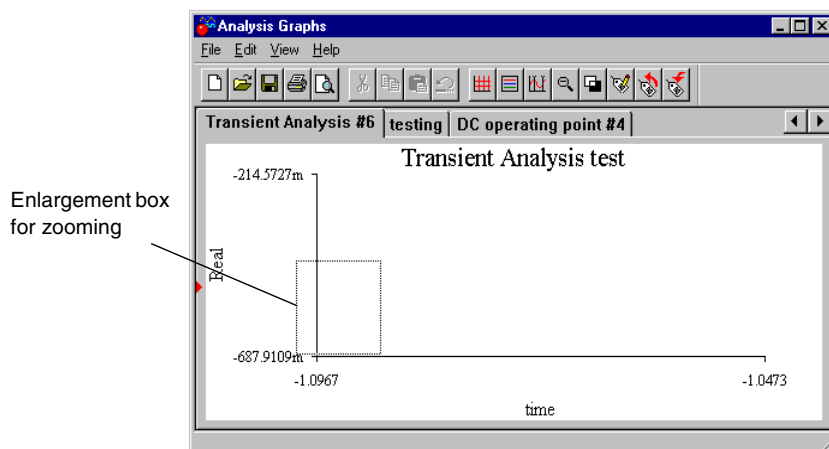 Analysis Graphs
File Edit View Help
Transient Analysis #6 testing DC operating point #4
Transient Analysis test
-214.5727m
Enlargement box
for zooming
Real
-687.9109m
-1.0967 -1.0473
time